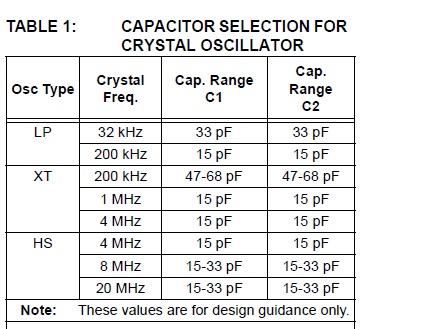 TABLE 1: CAPACITOR SELECTION FOR
CRYSTAL OSCILLATOR
Osc Type Crystal Freq. Cap. Range C1 Cap. Range C2
LP 32 kHz 33 pF 33 pF
200 kHz 15 pF 15 pF
XT 200 kHz 47-68 pF 47-68 pF
1 MHz 15 pF 15 pF
4 MHz 15 pF 15 pF
HS 4 MHz 15 pF 15 pF
8 MHz 15-33 pF 15-33 pF
20 MHz 15-33 pF 15-33 pF
Note: These values are for design guidance only.